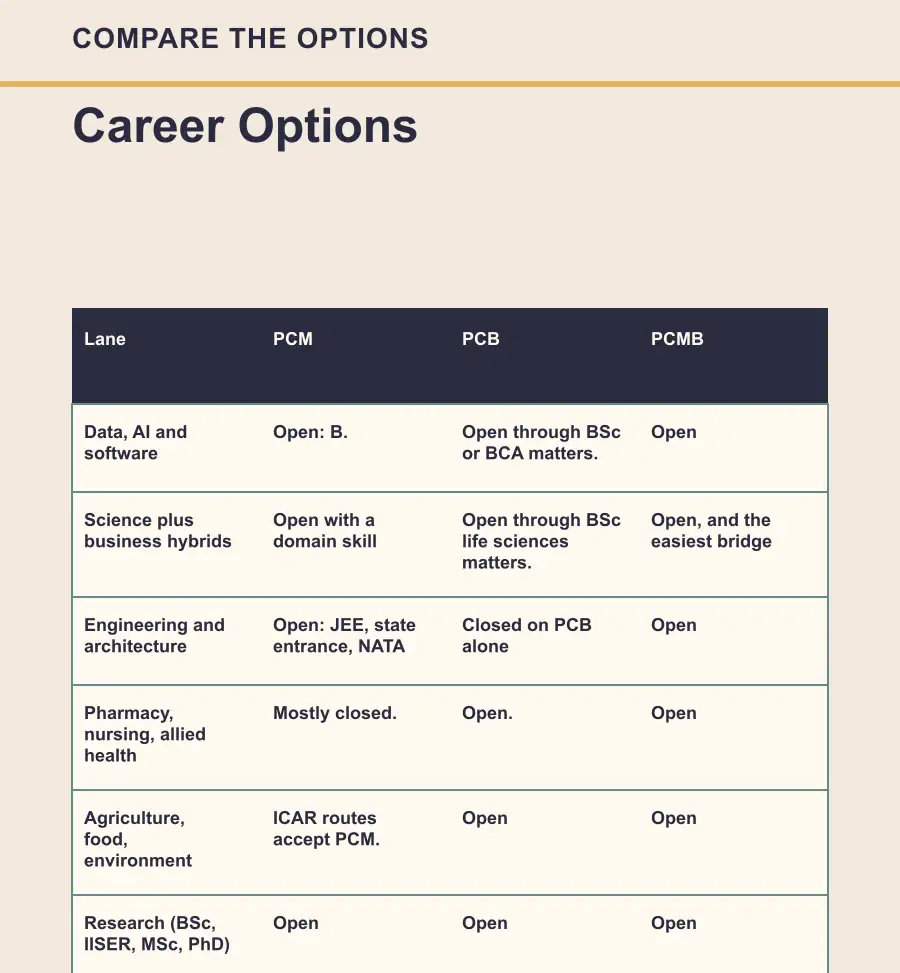 COMPARE THE OPTIONS
Career Options
Lane PCM PCB PCMB
Data, AI and software Open: B. Open through BSc or BCA matters. Open
Science plus business hybrids Open with a domain skill Open through BSc life sciences matters. Open, and the easiest bridge
Engineering and architecture Open: JEE, state entrance, NATA Closed on PCB alone Open
Pharmacy, nursing, allied health Mostly closed. Open. Open
Agriculture, food, environment ICAR routes accept PCM. Open Open
Research (BSc, IISER, MSc, PhD) Open Open Open